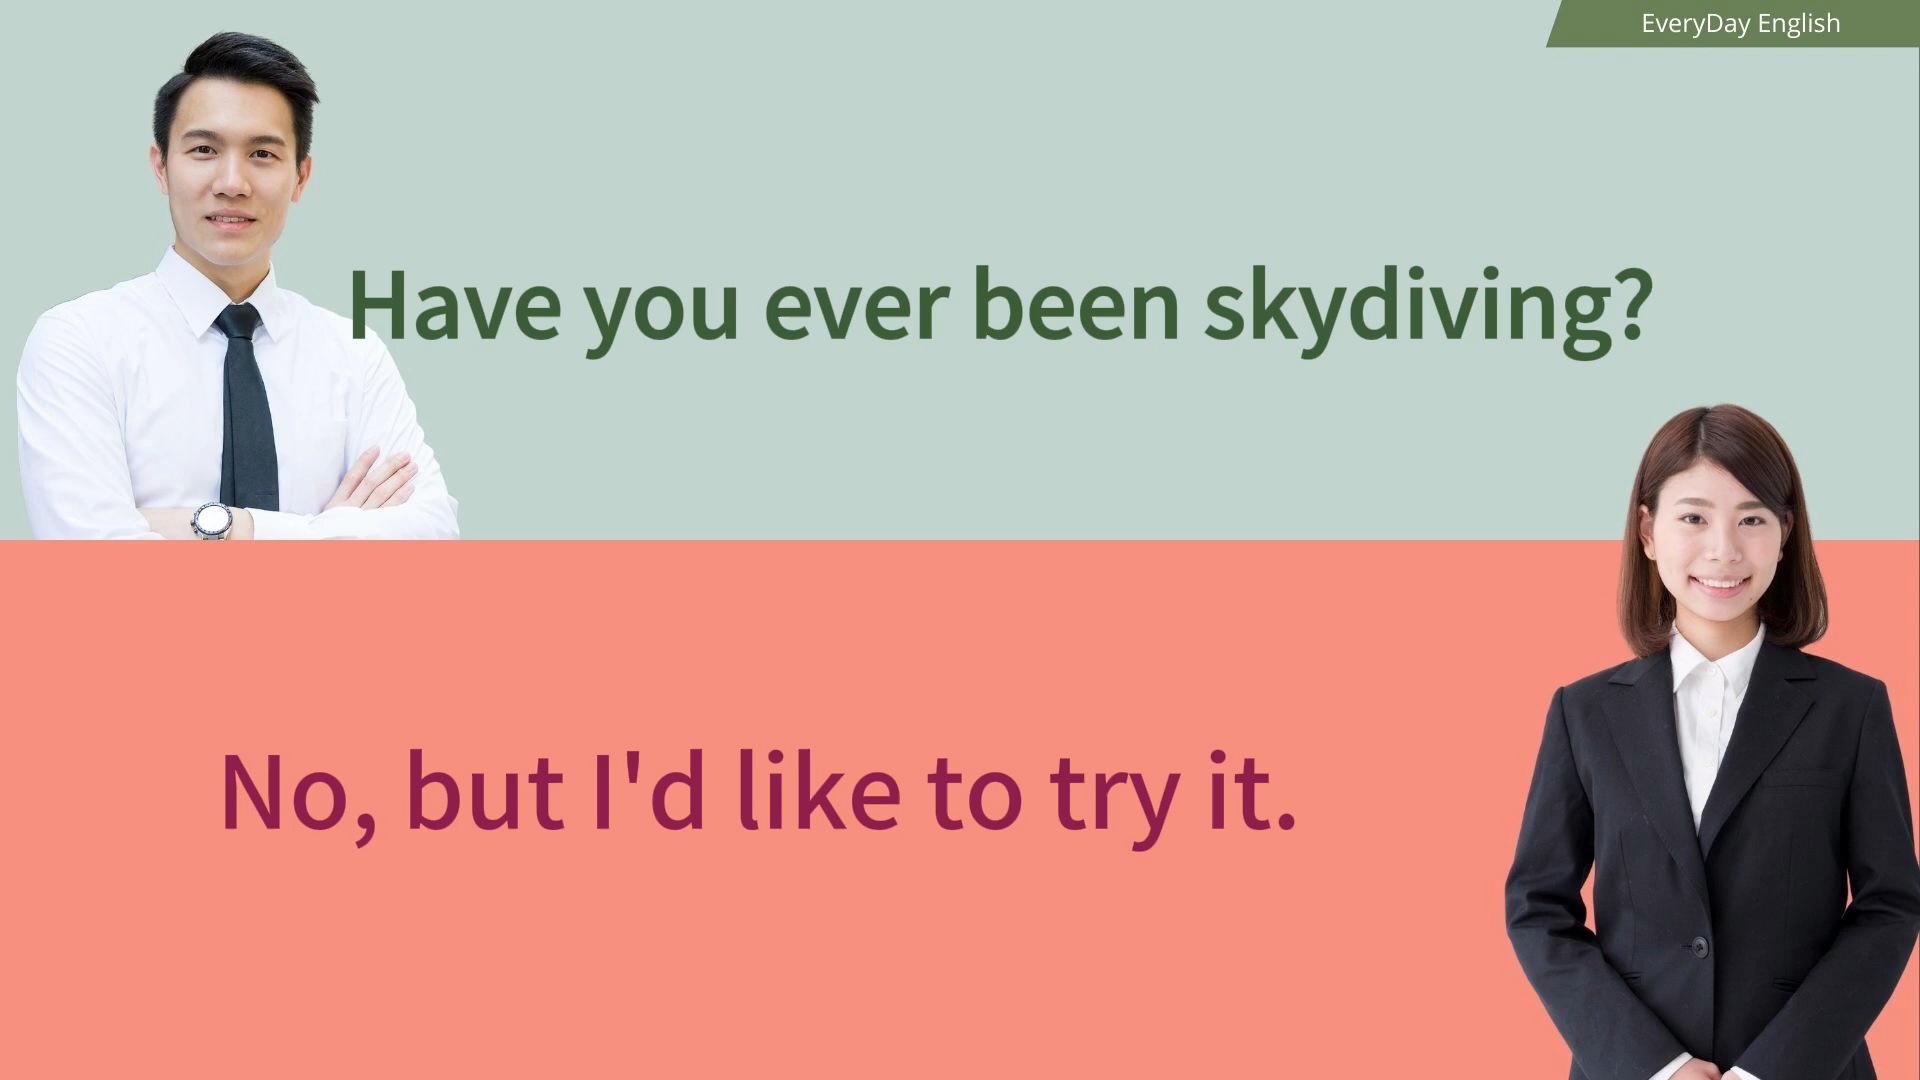 EveryDay English
Have you ever been skydiving?
No, but I'd like to try it.